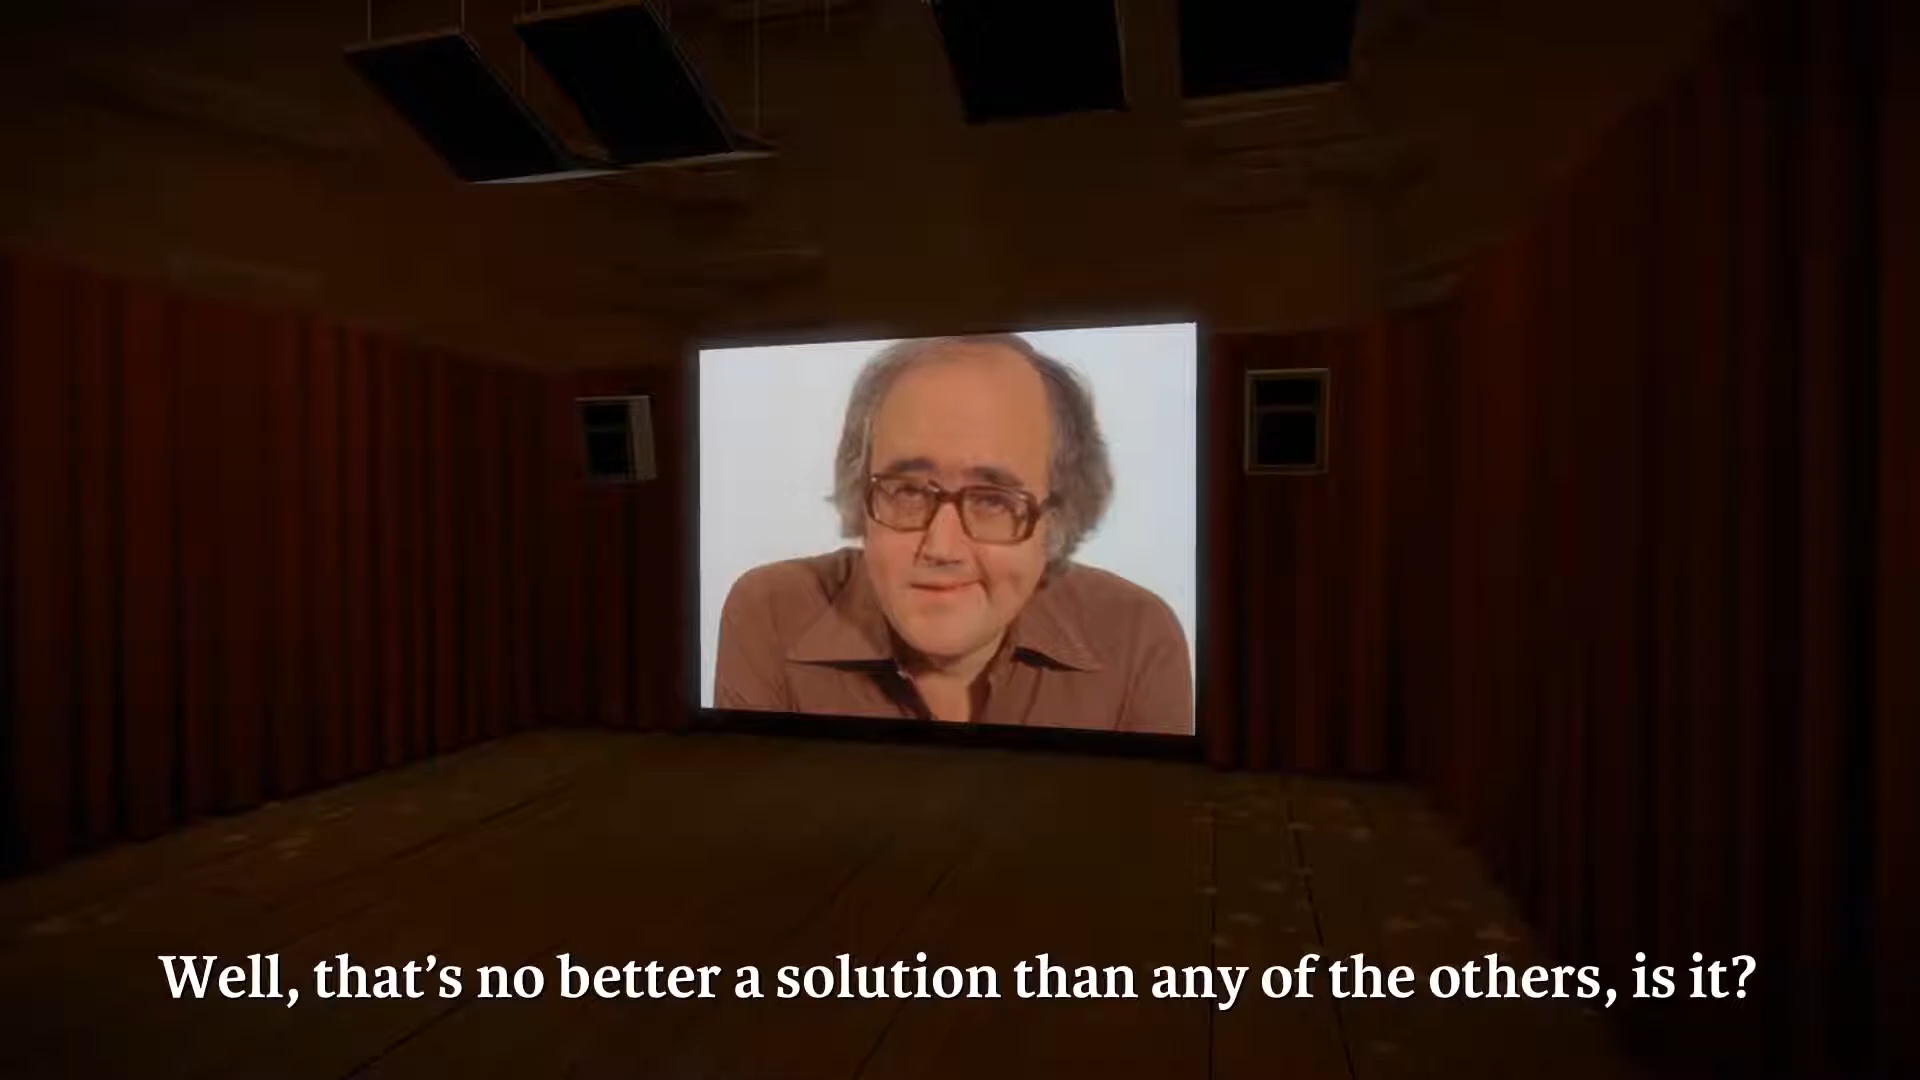 Well, that’s no better a solution than any of the others, is it?